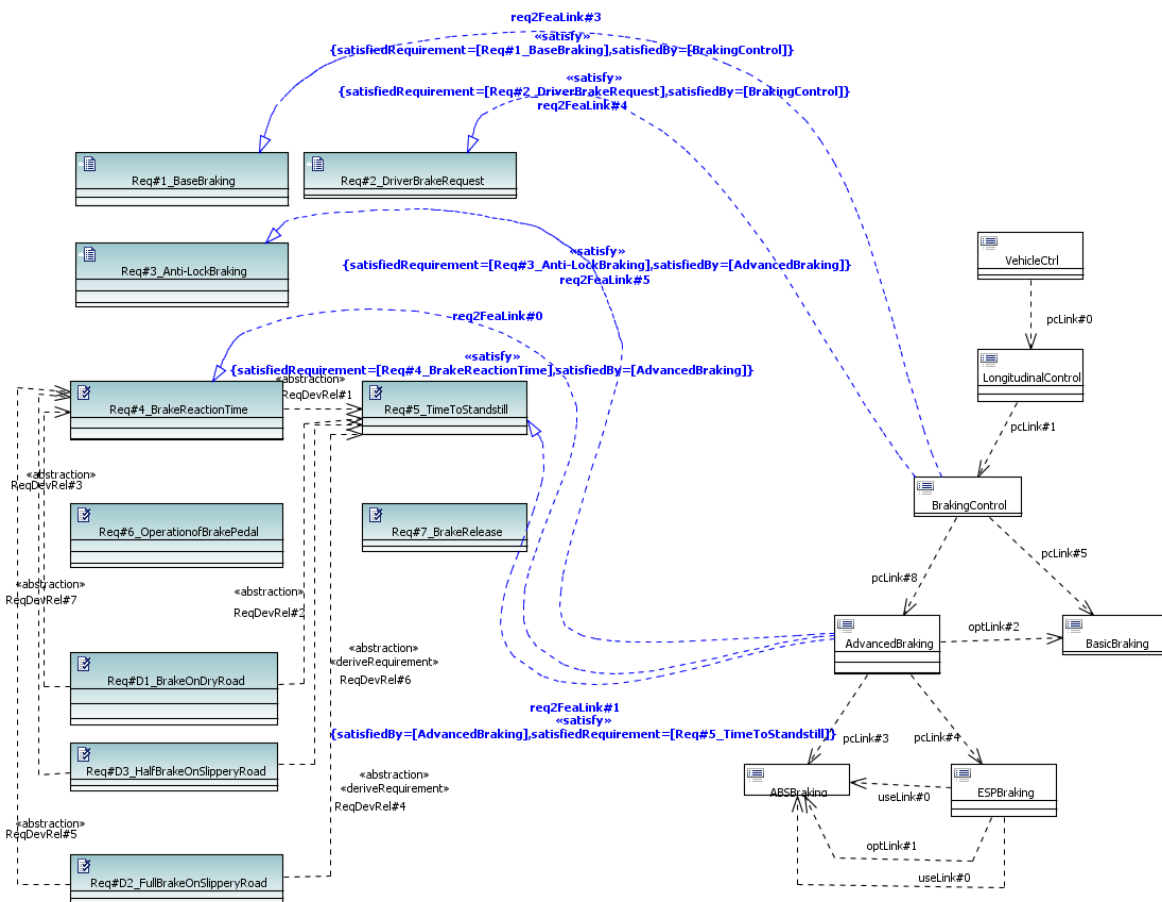 req2FeaLink#3
«satisfy»
{satisfiedRequirement=[Req#1_BaseBraking],satisfiedBy=[BrakingControl]}
«satisfy»
{satisfiedRequirement=[Req#2_DriverBrakeRequest],satisfiedBy=[BrakingControl]}
req2FeaLink#4
Req#1_BaseBraking
Req#2_DriverBrakeRequest
«satisfy»
{satisfiedRequirement=[Req#3_Anti-LockBraking],satisfiedBy=[AdvancedBraking]}
req2FeaLink#5
Req#3_Anti-LockBraking
VehicleCtrl
pcLink#0
req2FeaLink#0
«satisfy»
{satisfiedRequirement=[Req#4_BrakeReactionTime],satisfiedBy=[AdvancedBraking]}
LongitudinalControl
«abstraction»
ReqDevRel#1
Req#4_BrakeReactionTime
Req#5_TimeToStandstill
pcLink#1
«abstraction»
ReqDevRel#3
BrakingControl
Req#6_OperationofBrakePedal
Req#7_BrakeRelease
pcLink#5
pcLink#8
«abstraction»
ReqDevRel#7
«abstraction»
ReqDevRel#2
optLink#2
AdvancedBraking
BasicBraking
«abstraction»
«deriveRequirement»
ReqDevRel#6
Req#D1_BrakeOnDryRoad
req2FeaLink#1
«satisfy»
{satisfiedBy=[AdvancedBraking],satisfiedRequirement=[Req#5_TimeToStandstill]}
pcLink#3
pcLink#4
Req#D3_HalfBrakeOnSlipperyRoad
«abstraction»
«deriveRequirement»
ReqDevRel#4
ABSBraking
ESPBraking
useLink#0
«abstraction»
ReqDevRel#5
optLink#1
Req#D2_FullBrakeOnSlipperyRoad
useLink#0